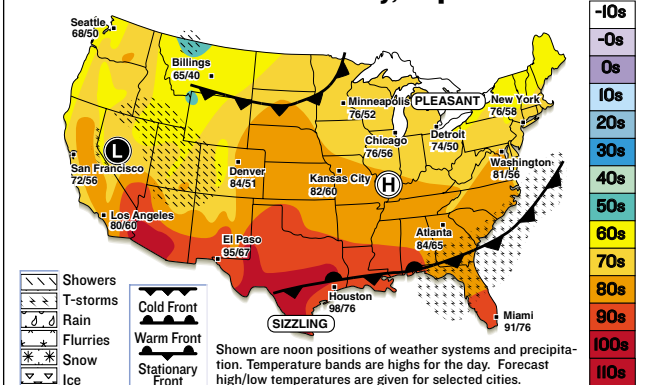 Seattle
68/50
Billings
65/40
Minneapolis
76/52
PLEASANT
New York
76/58
Chicago
76/56
Detroit
74/50
L
San Francisco
72/56
Denver
84/51
Kansas City
82/60
H
Washington
81/56
Los Angeles
80/60
El Paso
95/67
Atlanta
84/65
Houston
98/76
SIZZLING
Miami
91/76
Showers
T-storms
Rain
Flurries
Snow
Ice
Cold Front
Warm Front
Stationary
Front
Shown are noon positions of weather systems and precipita-
tion. Temperature bands are highs for the day. Forecast
high/low temperatures are given for selected cities.
-10s
-0s
0s
10s
20s
30s
40s
50s
60s
70s
80s
90s
100s
110s